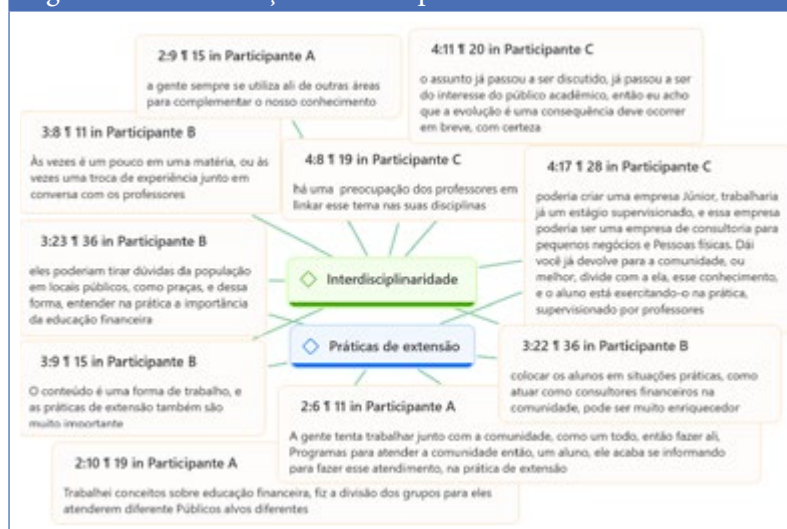 2:9 ¶ 15 in Participante A
a gente sempre se utiliza ali de outras áreas
para complementar o nosso conhecimento
4:11 ¶ 20 in Participante C
o assunto já passou a ser discutido, já passou a ser
do interesse do público acadêmico, então eu acho
que a evolução é uma consequência deve ocorrer
em breve, com certeza
3:8 ¶ 11 in Participante B
Às vezes é um pouco em uma matéria, ou às
vezes uma troca de experiência junto em
conversa com os professores
4:8 ¶ 19 in Participante C
há uma preocupação dos professores em
linkar esse tema nas suas disciplinas
4:17 ¶ 28 in Participante C
poderia criar uma empresa Júnior, trabalharia
já um estágio supervisionado, e essa empresa
poderia ser uma empresa de consultoria para
pequenos negócios e Pessoas físicas. Dái
você já devolve para a comunidade, ou
melhor, divide com a ela, esse conhecimento,
e o aluno está exercitando-o na prática,
supervisionado por professores
3:23 ¶ 36 in Participante B
eles poderiam tirar dúvidas da população
em locais públicos, como praças, e dessa
forma, entender na prática a importância
da educação financeira
Interdisciplinaridade
Práticas de extensão
3:9 ¶ 15 in Participante B
O conteúdo é uma forma de trabalho, e
as práticas de extensão também são
muito importante
3:22 ¶ 36 in Participante B
colocar os alunos em situações práticas, como
atuar como consultores financeiros na
comunidade, pode ser muito enriquecedor
2:6 ¶ 11 in Participante A
A gente tenta trabalhar junto com a comunidade, como um todo, então fazer ali,
Programas para atender a comunidade então, um aluno, ele acaba se informando
para fazer esse atendimento, na prática de extensão
2:10 ¶ 19 in Participante A
Trabalhei conceitos sobre educação financeira, fiz a divisão dos grupos para eles
atenderem diferente Públicos alvos diferentes